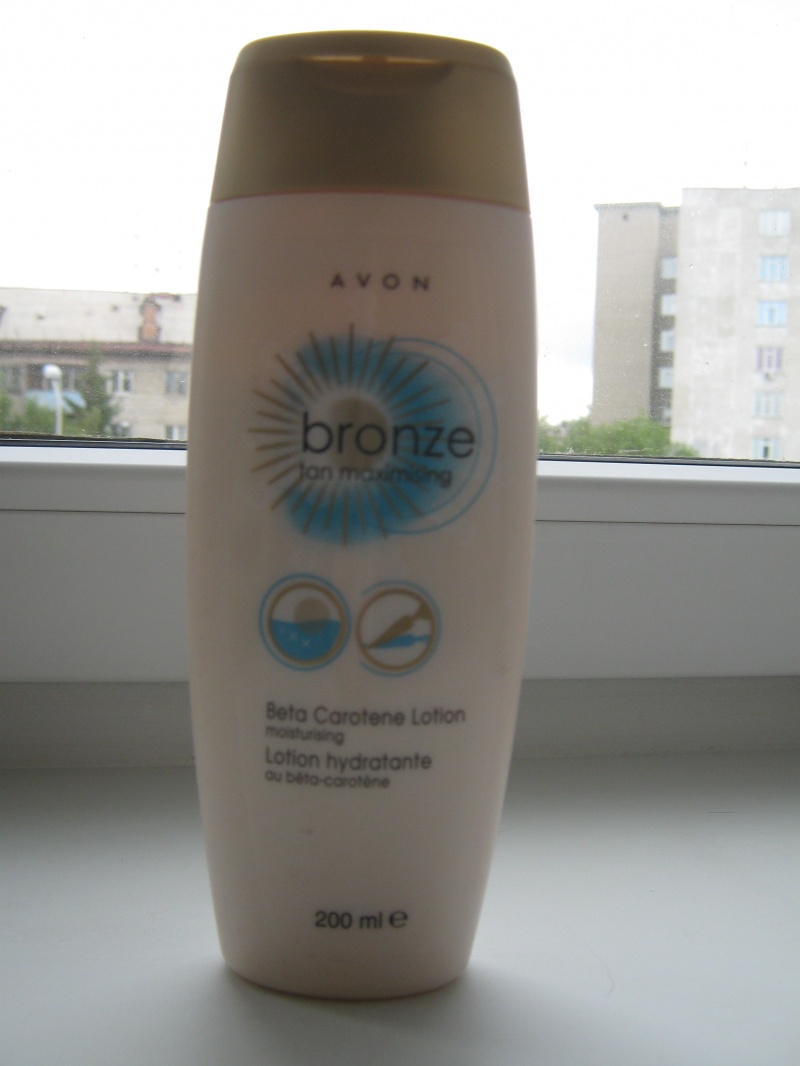 AVON
bronze
tan maximising
Beta Carotene Lotion
moisturising
Lotion hydratante
au bêta-carotène
200 ml ℮